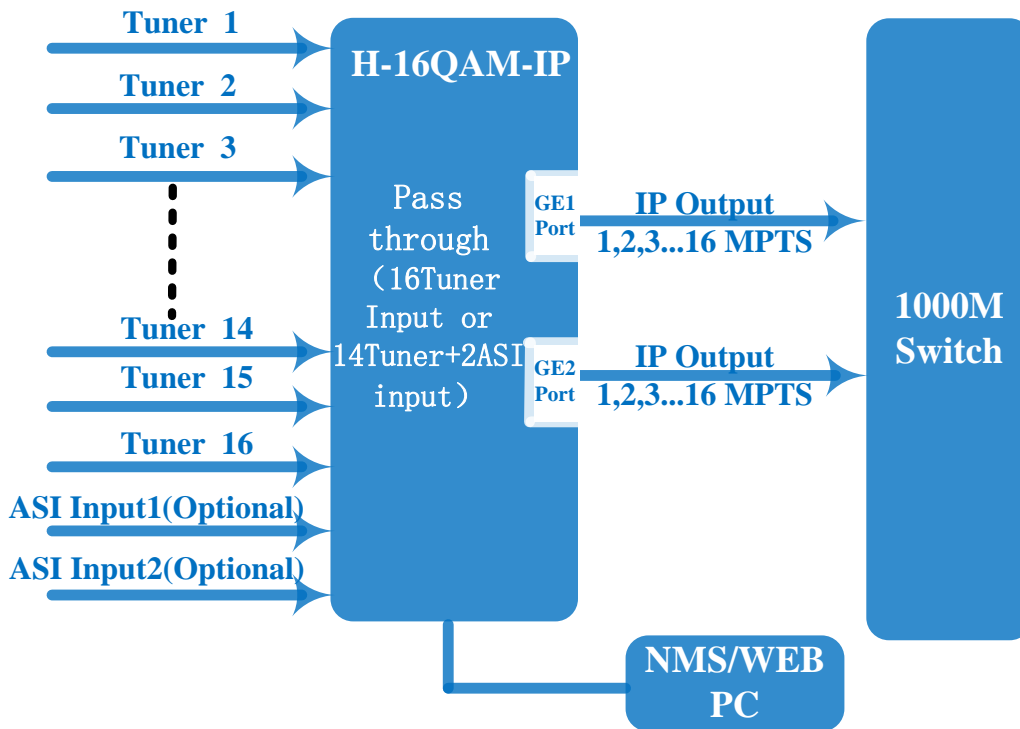 Tuner 1
Tuner 2
Tuner 3
Tuner 14
Tuner 15
Tuner 16
ASI Input1(Optional)
ASI Input2(Optional)
H-16QAM-IP
Pass
through
（16Tuner
Input or
14Tuner+2ASI
input）
GE1
Port
GE2
Port
IP Output
1,2,3...16 MPTS
IP Output
1,2,3...16 MPTS
1000M
Switch
NMS/WEB
PC